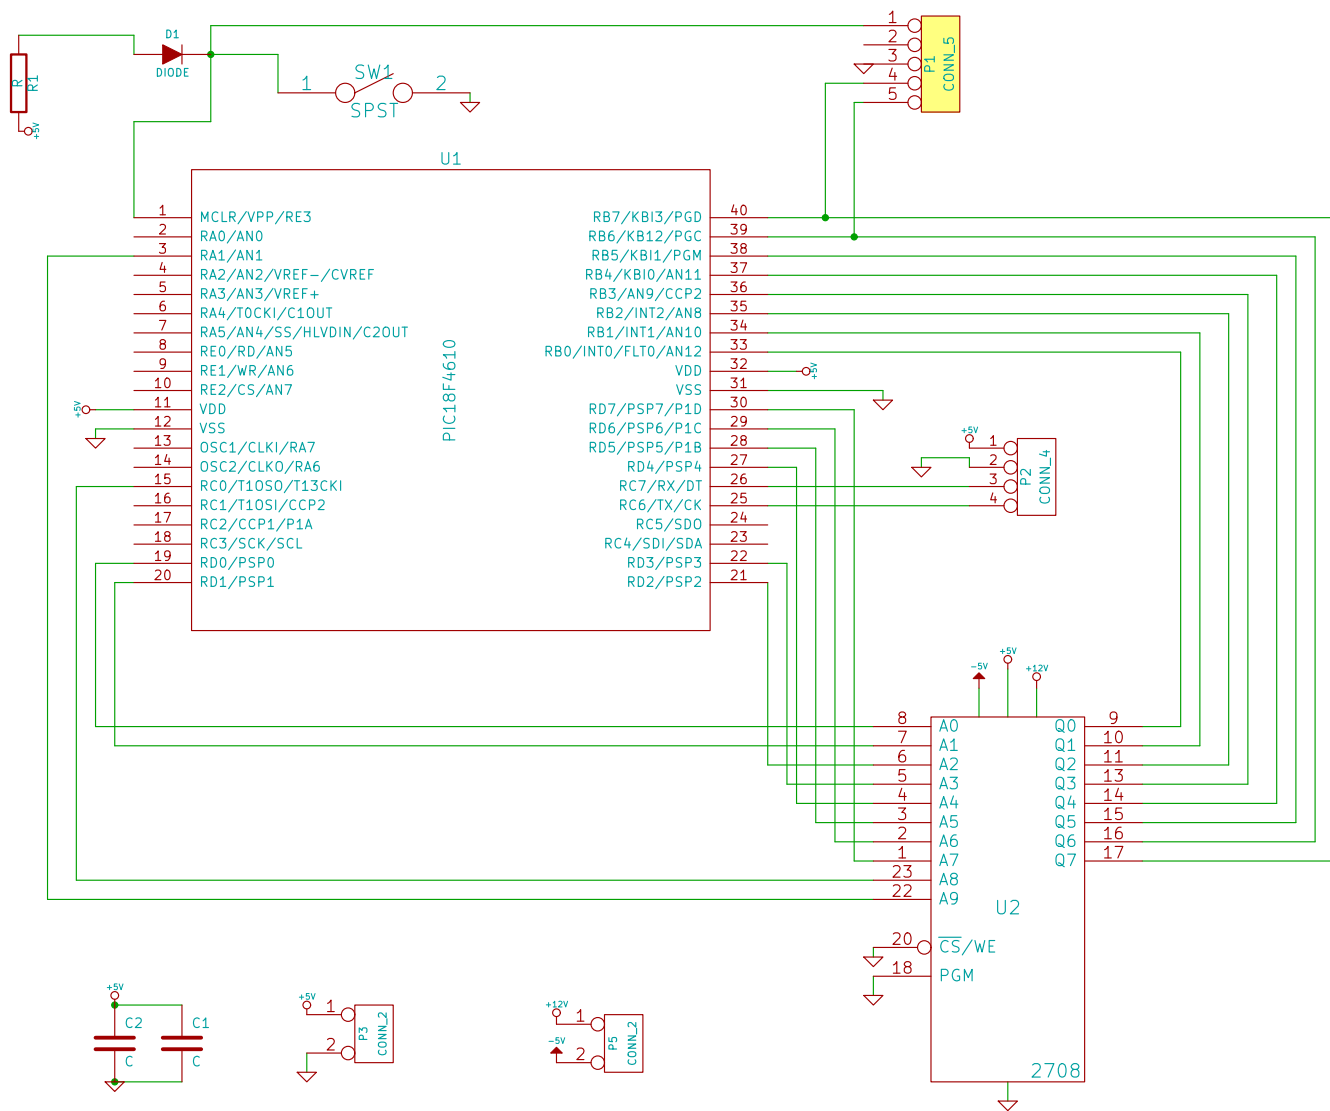 D1
DIODE
R
R1
+5V
SW1
1
2
SPST
1
2
3
4
5
P1
CONN_5
U1
PIC18F4610
1 MCLR/VPP/RE3
2 RA0/AN0
3 RA1/AN1
4 RA2/AN2/VREF-/CVREF
5 RA3/AN3/VREF+
6 RA4/T0CKI/C1OUT
7 RA5/AN4/SS/HLVDIN/C2OUT
8 RE0/RD/AN5
9 RE1/WR/AN6
10 RE2/CS/AN7
+5V 11 VDD
12 VSS
13 OSC1/CLKI/RA7
14 OSC2/CLKO/RA6
15 RC0/T1OSO/T13CKI
16 RC1/T1OSI/CCP2
17 RC2/CCP1/P1A
18 RC3/SCK/SCL
19 RD0/PSP0
20 RD1/PSP1
RB7/KBI3/PGD 40
RB6/KB12/PGC 39
RB5/KBI1/PGM 38
RB4/KBI0/AN11 37
RB3/AN9/CCP2 36
RB2/INT2/AN8 35
RB1/INT1/AN10 34
RB0/INT0/FLT0/AN12 33
VDD 32 +5V
VSS 31
RD7/PSP7/P1D 30
RD6/PSP6/P1C 29
RD5/PSP5/P1B 28
RD4/PSP4 27
RC7/RX/DT 26
RC6/TX/CK 25
RC5/SDO 24
RC4/SDI/SDA 23
RD3/PSP3 22
RD2/PSP2 21
+5V
1
2
3
4
P2
CONN_4
-5V
+5V
+12V
8 A0
7 A1
6 A2
5 A3
4 A4
3 A5
2 A6
1 A7
23 A8
22 A9
20 CS/WE
18 PGM
Q0 9
Q1 10
Q2 11
Q3 13
Q4 14
Q5 15
Q6 16
Q7 17
U2
2708
+5V
C2
C
C1
C
+5V
1
2
P3
CONN_2
+12V
1
-5V
2
P5
CONN_2